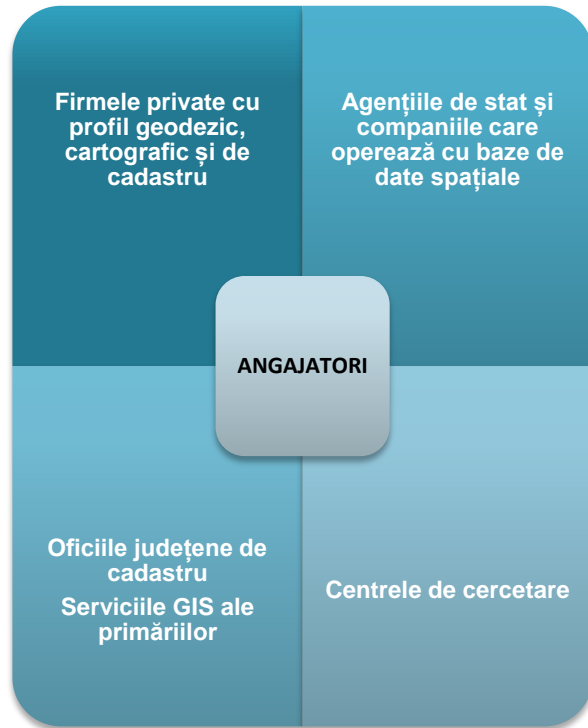 Firmele private cu
profil geodezic,
cartografic și de
cadastru
Agențiile de stat și
companiile care
operează cu baze de
date spațiale
ANGAJATORI
Oficiile județene de
cadastru
Serviciile GIS ale
primăriilor
Centrele de cercetare